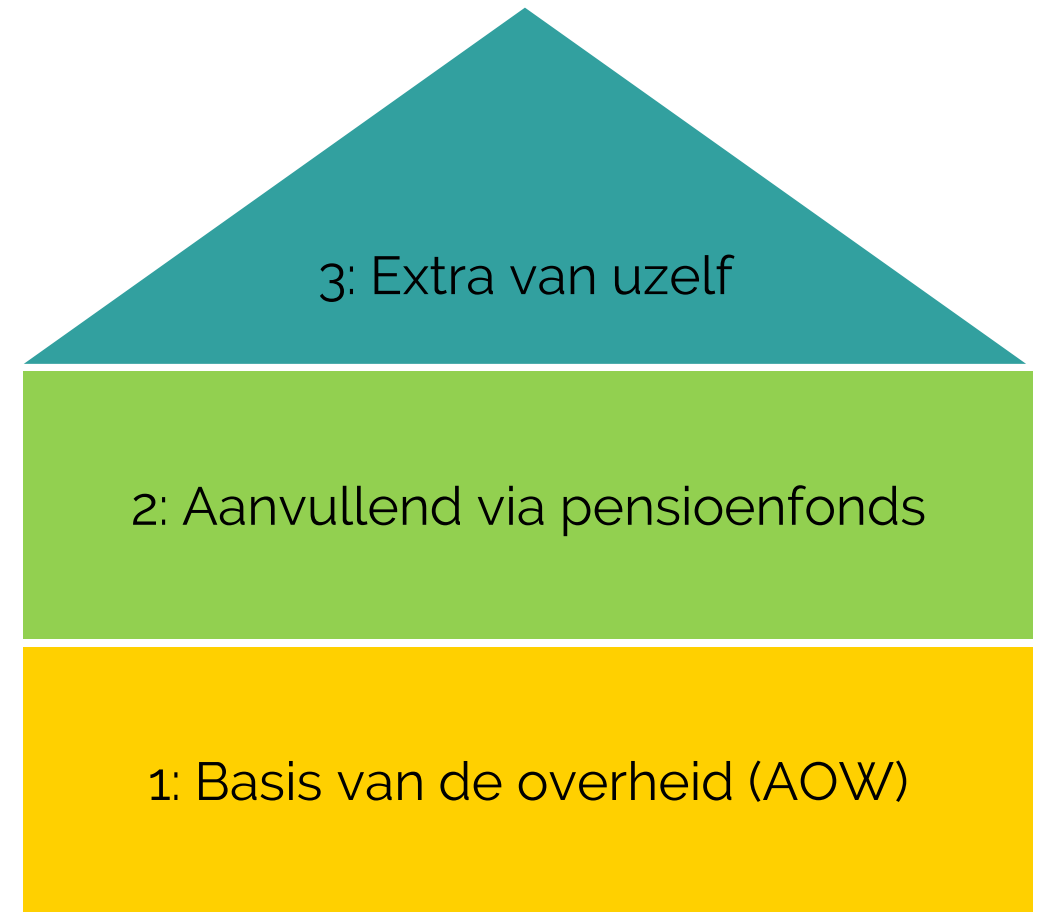 3: Extra van uzelf
2: Aanvullend via pensioenfonds
1: Basis van de overheid (AOW)